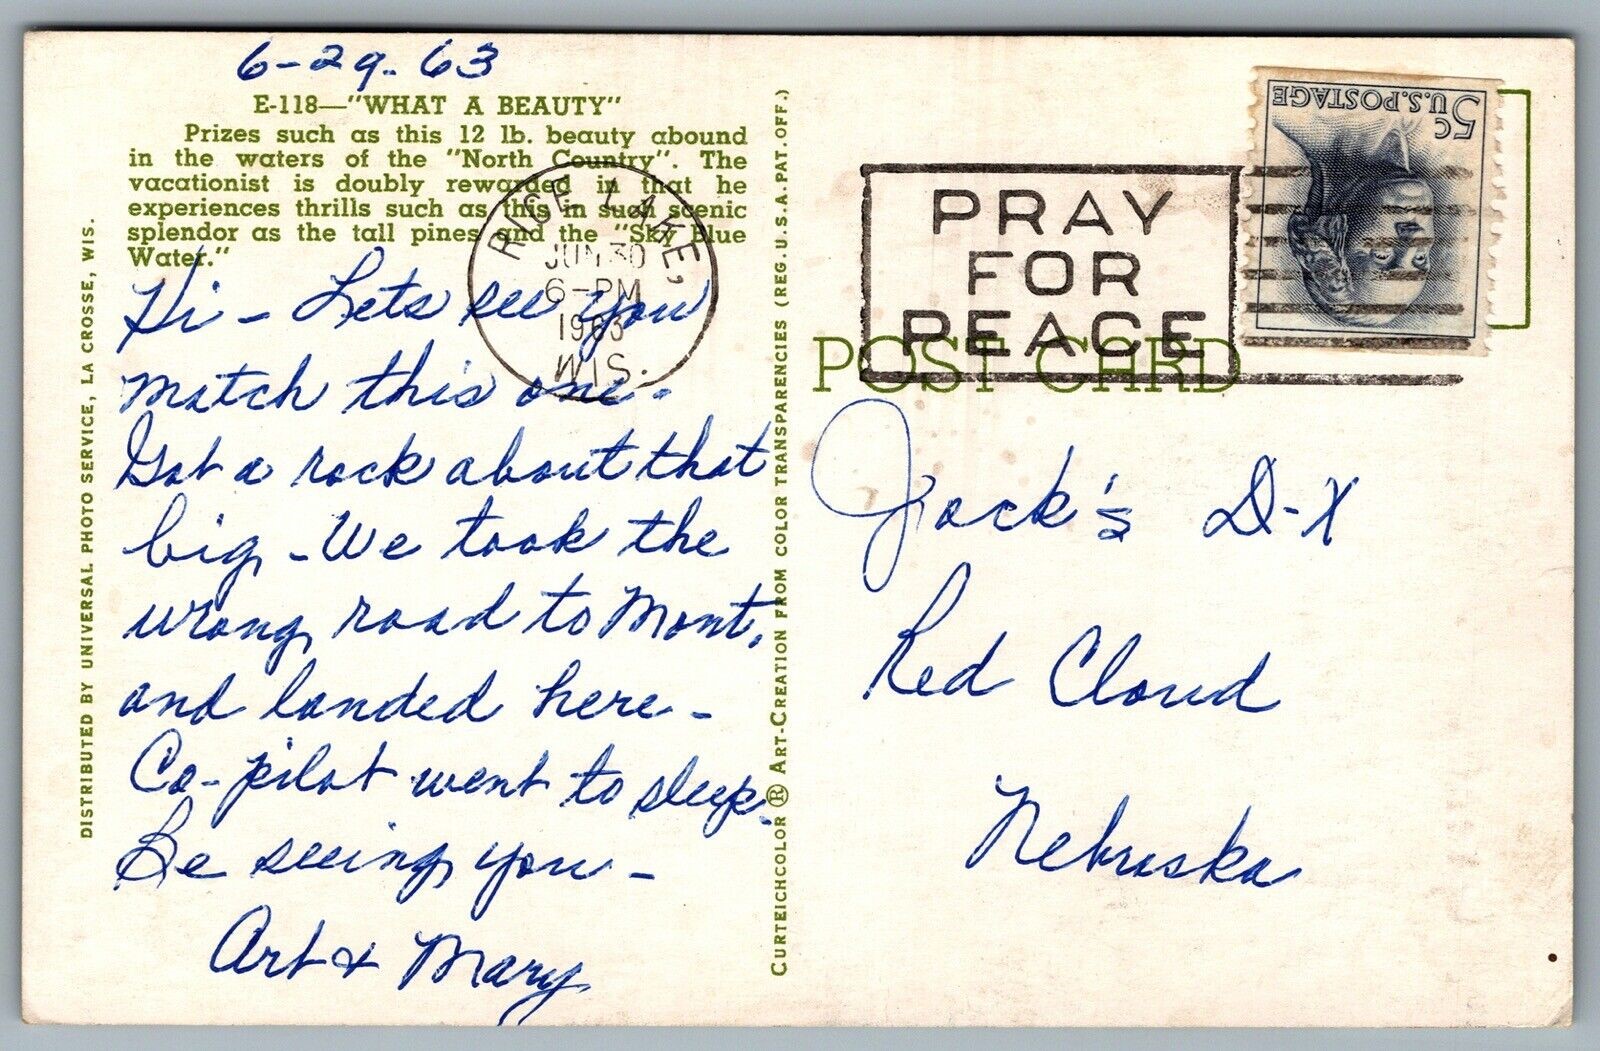 6-29-63
E-118—"WHAT A BEAUTY"
Prizes such as this 12 lb. beauty abound
in the waters of the "North Country". The
vacationist is doubly rewarded in that he
experiences thrills such as this in such scenic
splendor as the tall pines and the "Sky Blue
Water."
Hi - Lets see you
match this one -
Got a rock about that
big - We took the
wrong road to Mont.
and landed here -
Co-pilot went to sleep.
Be seeing you -
Art & Mary
DISTRIBUTED BY UNIVERSAL PHOTO SERVICE, LA CROSSE, WIS.
RICE LAKE,
JUN 30
6-PM
1963
WIS.
CURTEICHCOLOR ® ART-CREATION FROM COLOR TRANSPARENCIES (REG. U.S.A. PAT. OFF.)
PRAY
FOR
PEACE
5c
U.S. POSTAGE
POST CARD
Jack's D-X
Red Cloud
Nebraska